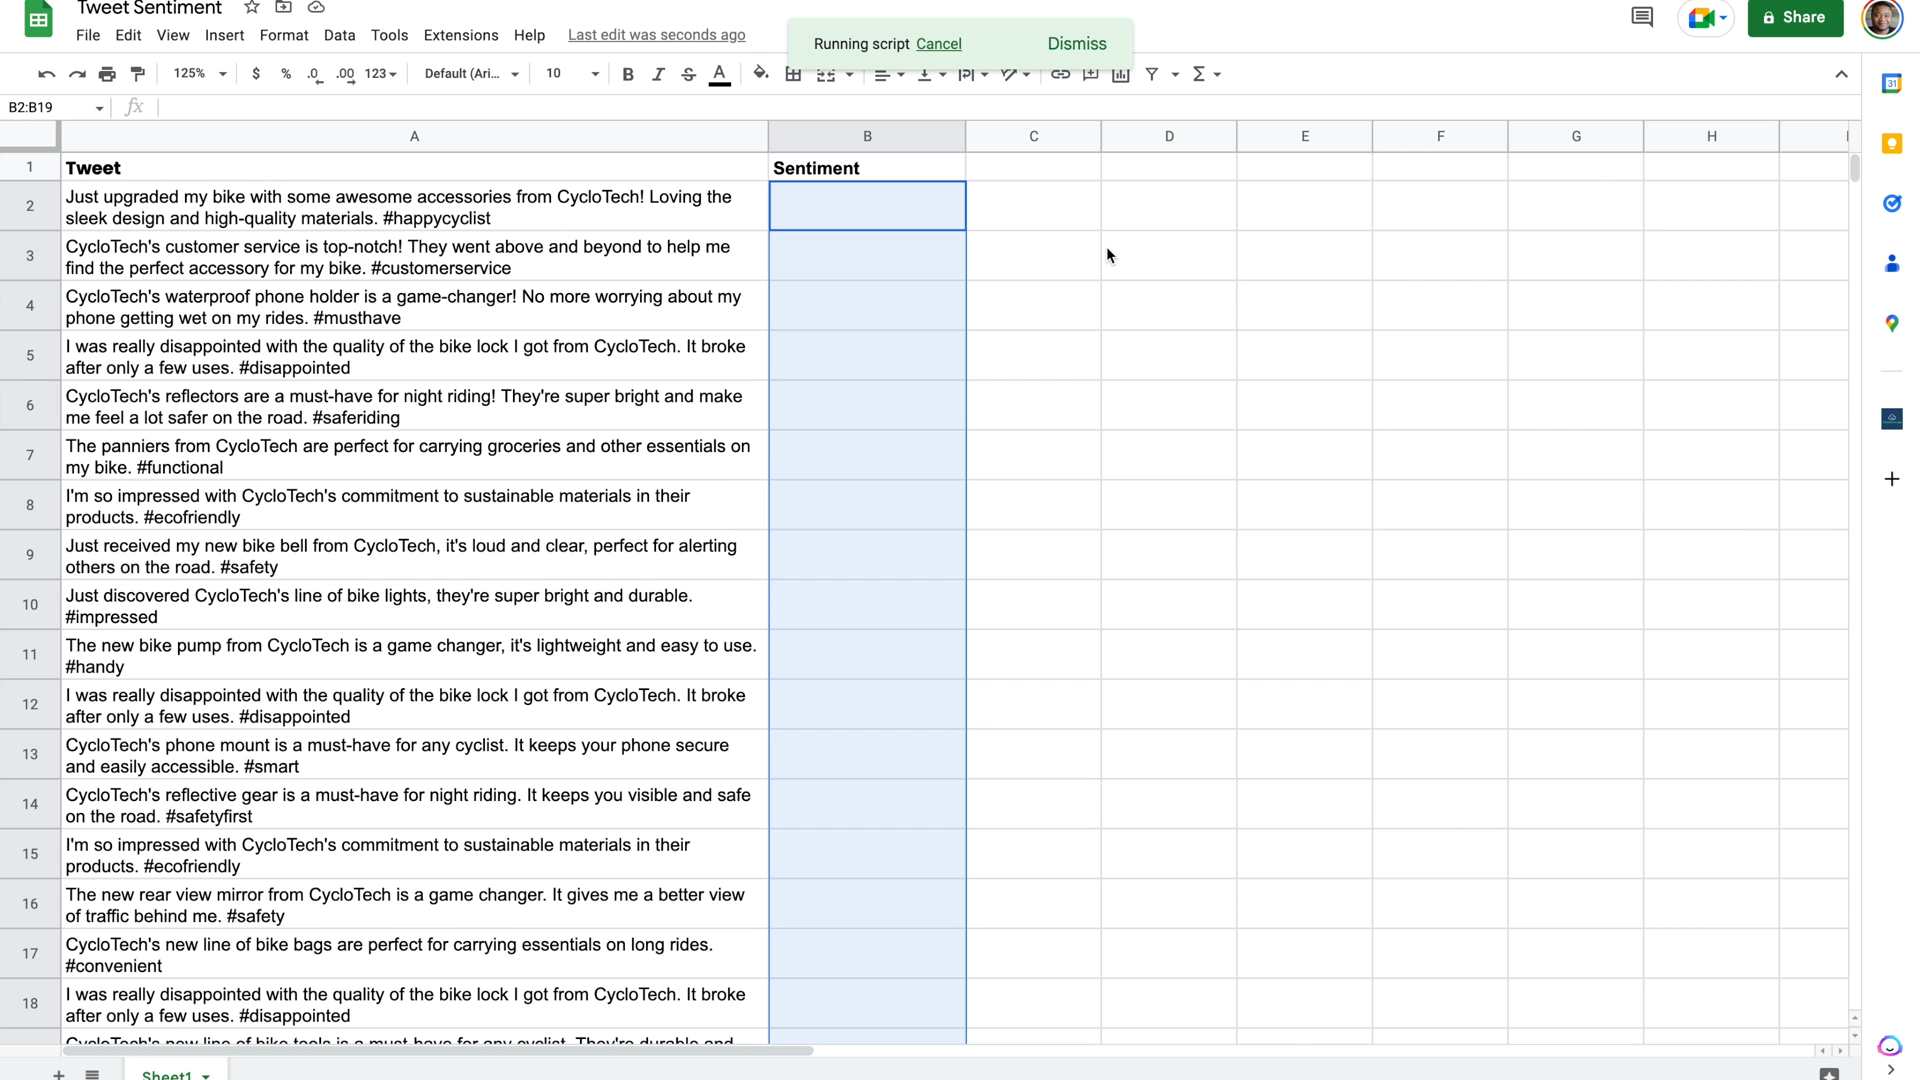 Tweet Sentiment
File Edit View Insert Format Data Tools Extensions Help Last edit was seconds ago
Running script Cancel Dismiss
Share
125% $ % .0 .00 123 Default (Ari... 10 B I S A Σ
31
B2:B19 fx
A B C D E F G H
1 Tweet Sentiment
2 Just upgraded my bike with some awesome accessories from CycloTech! Loving the
sleek design and high-quality materials. #happycyclist
3 CycloTech's customer service is top-notch! They went above and beyond to help me
find the perfect accessory for my bike. #customerservice
4 CycloTech's waterproof phone holder is a game-changer! No more worrying about my
phone getting wet on my rides. #musthave
5 I was really disappointed with the quality of the bike lock I got from CycloTech. It broke
after only a few uses. #disappointed
6 CycloTech's reflectors are a must-have for night riding! They're super bright and make
me feel a lot safer on the road. #saferiding
7 The panniers from CycloTech are perfect for carrying groceries and other essentials on
my bike. #functional
8 I'm so impressed with CycloTech's commitment to sustainable materials in their
products. #ecofriendly
9 Just received my new bike bell from CycloTech, it's loud and clear, perfect for alerting
others on the road. #safety
10 Just discovered CycloTech's line of bike lights, they're super bright and durable.
#impressed
11 The new bike pump from CycloTech is a game changer, it's lightweight and easy to use.
#handy
12 I was really disappointed with the quality of the bike lock I got from CycloTech. It broke
after only a few uses. #disappointed
13 CycloTech's phone mount is a must-have for any cyclist. It keeps your phone secure
and easily accessible. #smart
14 CycloTech's reflective gear is a must-have for night riding. It keeps you visible and safe
on the road. #safetyfirst
15 I'm so impressed with CycloTech's commitment to sustainable materials in their
products. #ecofriendly
16 The new rear view mirror from CycloTech is a game changer. It gives me a better view
of traffic behind me. #safety
17 CycloTech's new line of bike bags are perfect for carrying essentials on long rides.
#convenient
18 I was really disappointed with the quality of the bike lock I got from CycloTech. It broke
after only a few uses. #disappointed
CycloTech's new line of bike tools is a must-have for any cyclist. They're durable and
Sheet1